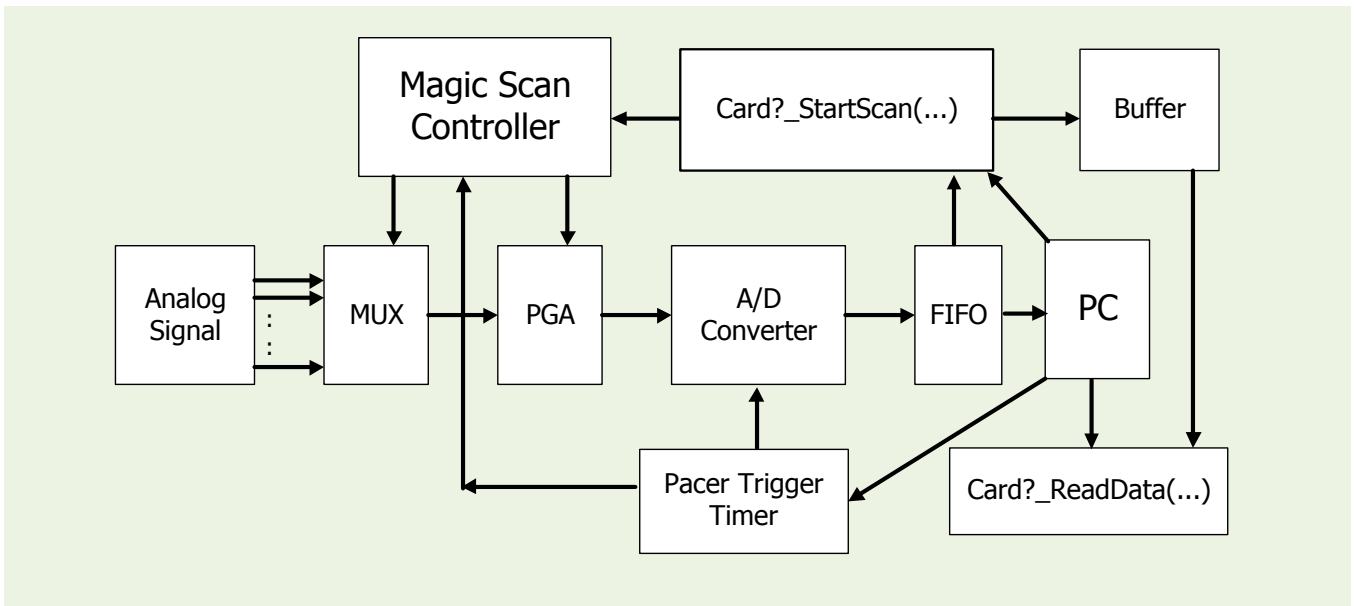 Magic Scan
Controller
Card?_StartScan(...)
Buffer
Analog
Signal
:
:
MUX
PGA
A/D
Converter
FIFO
PC
Pacer Trigger
Timer
Card?_ReadData(...)